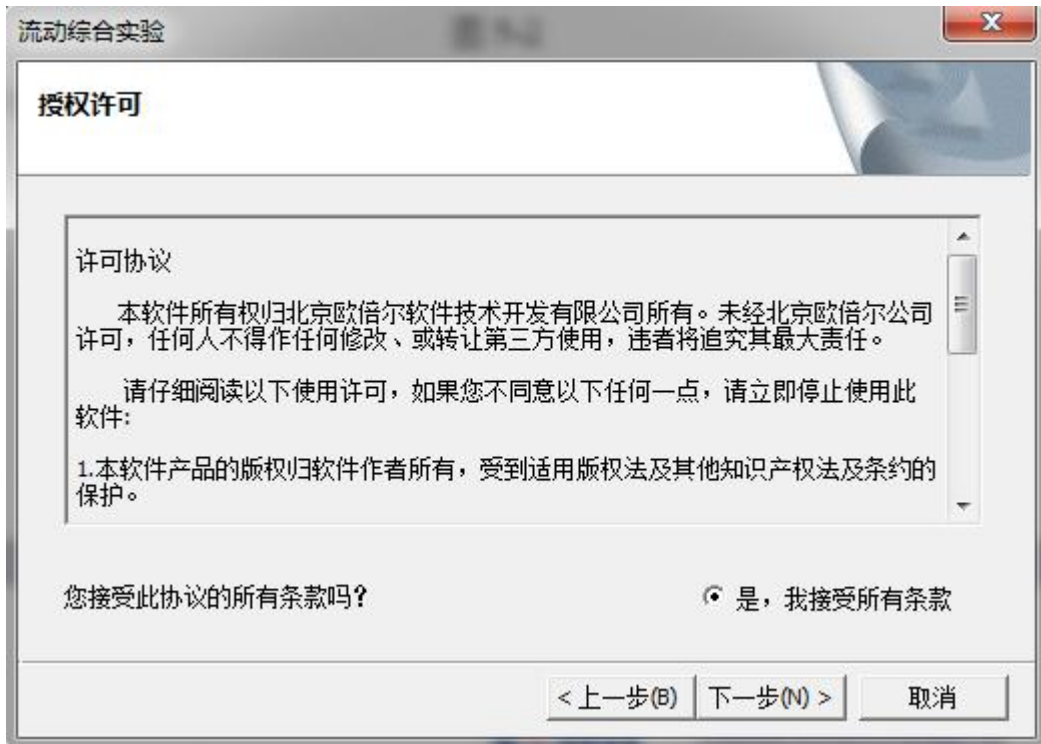 流动综合实验
授权许可
许可协议
本软件所有权归北京欧倍尔软件技术开发有限公司所有。未经北京欧倍尔公司
许可，任何人不得作任何修改、或转让第三方使用，违者将追究其最大责任。
请仔细阅读以下使用许可，如果您不同意以下任何一点，请立即停止使用此
软件:
1.本软件产品的版权归软件作者所有，受到适用版权法及其他知识产权法及条约的
保护。
您接受此协议的所有条款吗?
是，我接受所有条款
< 上一步(B)
下一步(N) >
取消